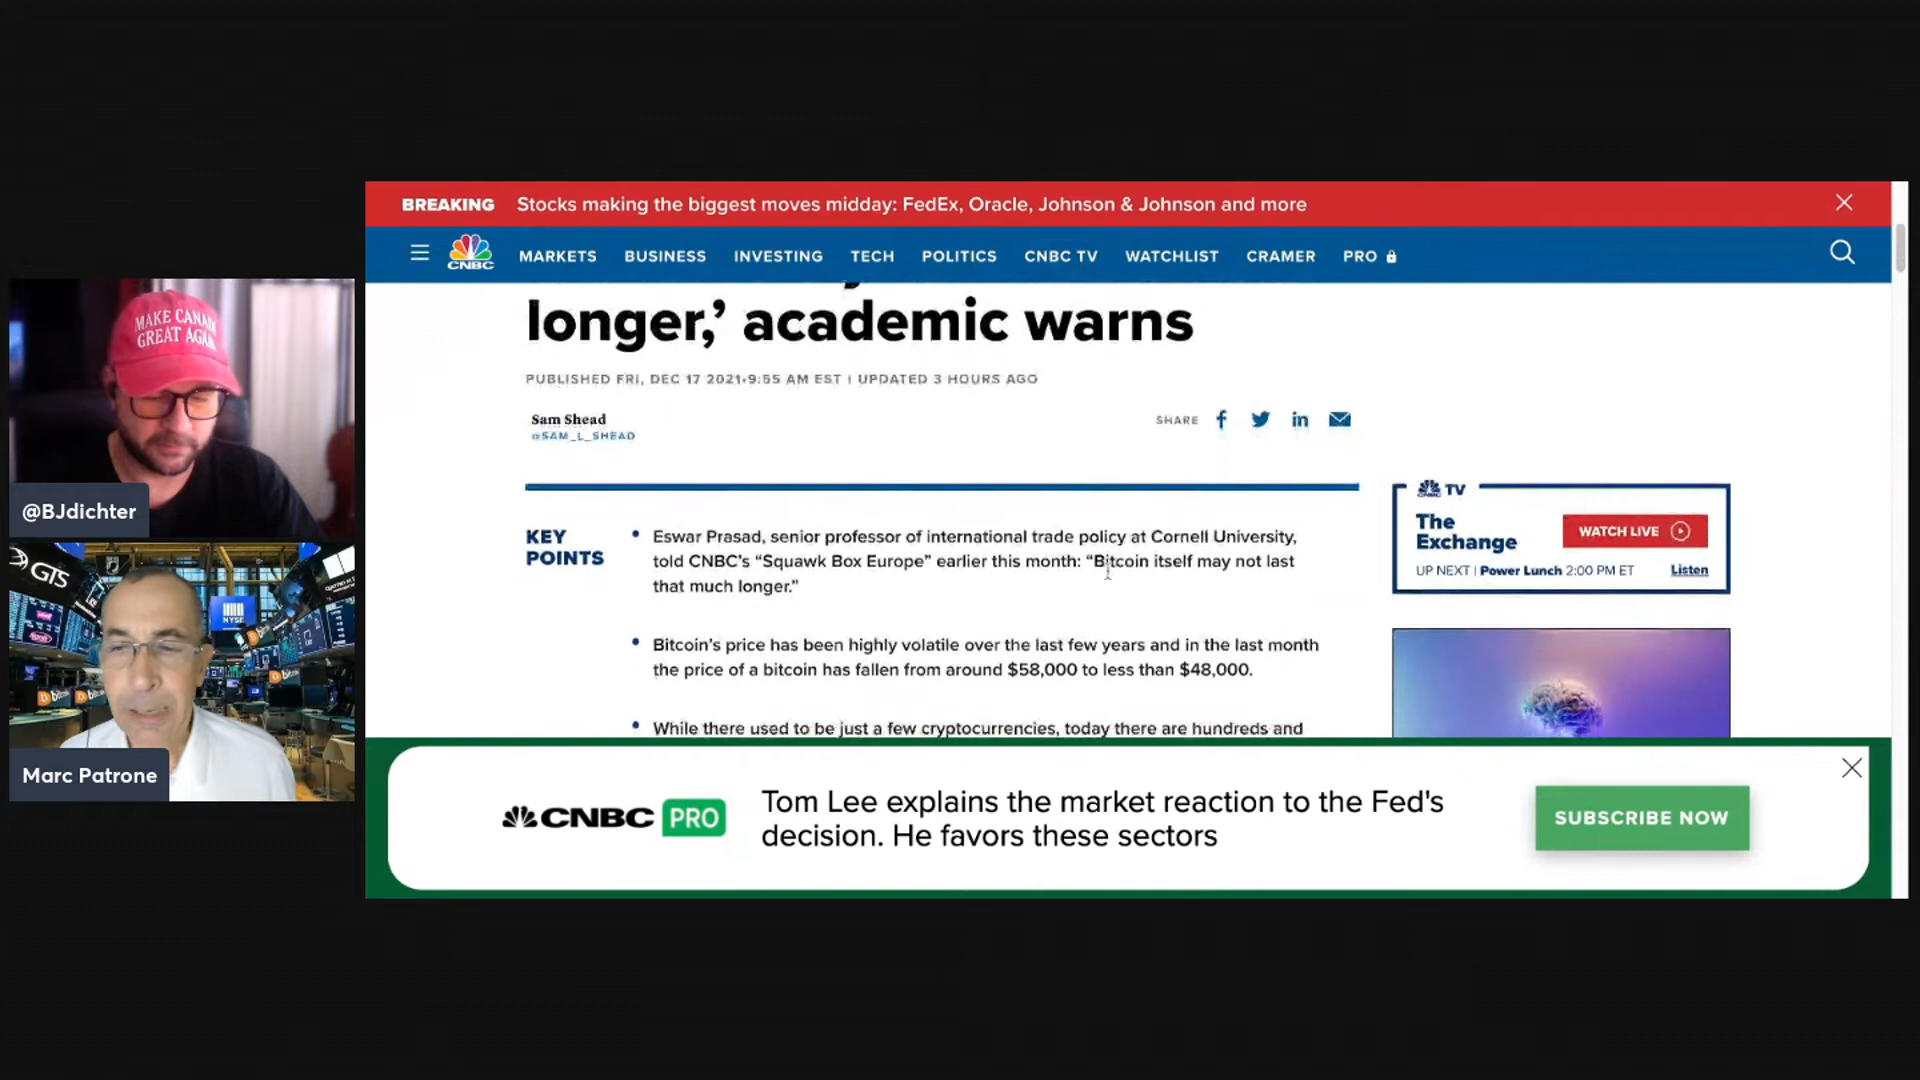 BREAKING Stocks making the biggest moves midday: FedEx, Oracle, Johnson & Johnson and more
CNBC MARKETS BUSINESS INVESTING TECH POLITICS CNBC TV WATCHLIST CRAMER PRO
longer,’ academic warns
PUBLISHED FRI, DEC 17 2021•9:55 AM EST | UPDATED 3 HOURS AGO
Sam Shead
@SAM_L_SHEAD
SHARE
KEY
POINTS
Eswar Prasad, senior professor of international trade policy at Cornell University,
told CNBC’s “Squawk Box Europe” earlier this month: “Bitcoin itself may not last
that much longer.”
Bitcoin’s price has been highly volatile over the last few years and in the last month
the price of a bitcoin has fallen from around $58,000 to less than $48,000.
While there used to be just a few cryptocurrencies, today there are hundreds and
TV
The
Exchange
WATCH LIVE
UP NEXT | Power Lunch 2:00 PM ET Listen
CNBC PRO
Tom Lee explains the market reaction to the Fed's
decision. He favors these sectors
SUBSCRIBE NOW
MAKE CANADA
GREAT AGAIN
@BJdichter
GTS
NYSE
Marc Patrone